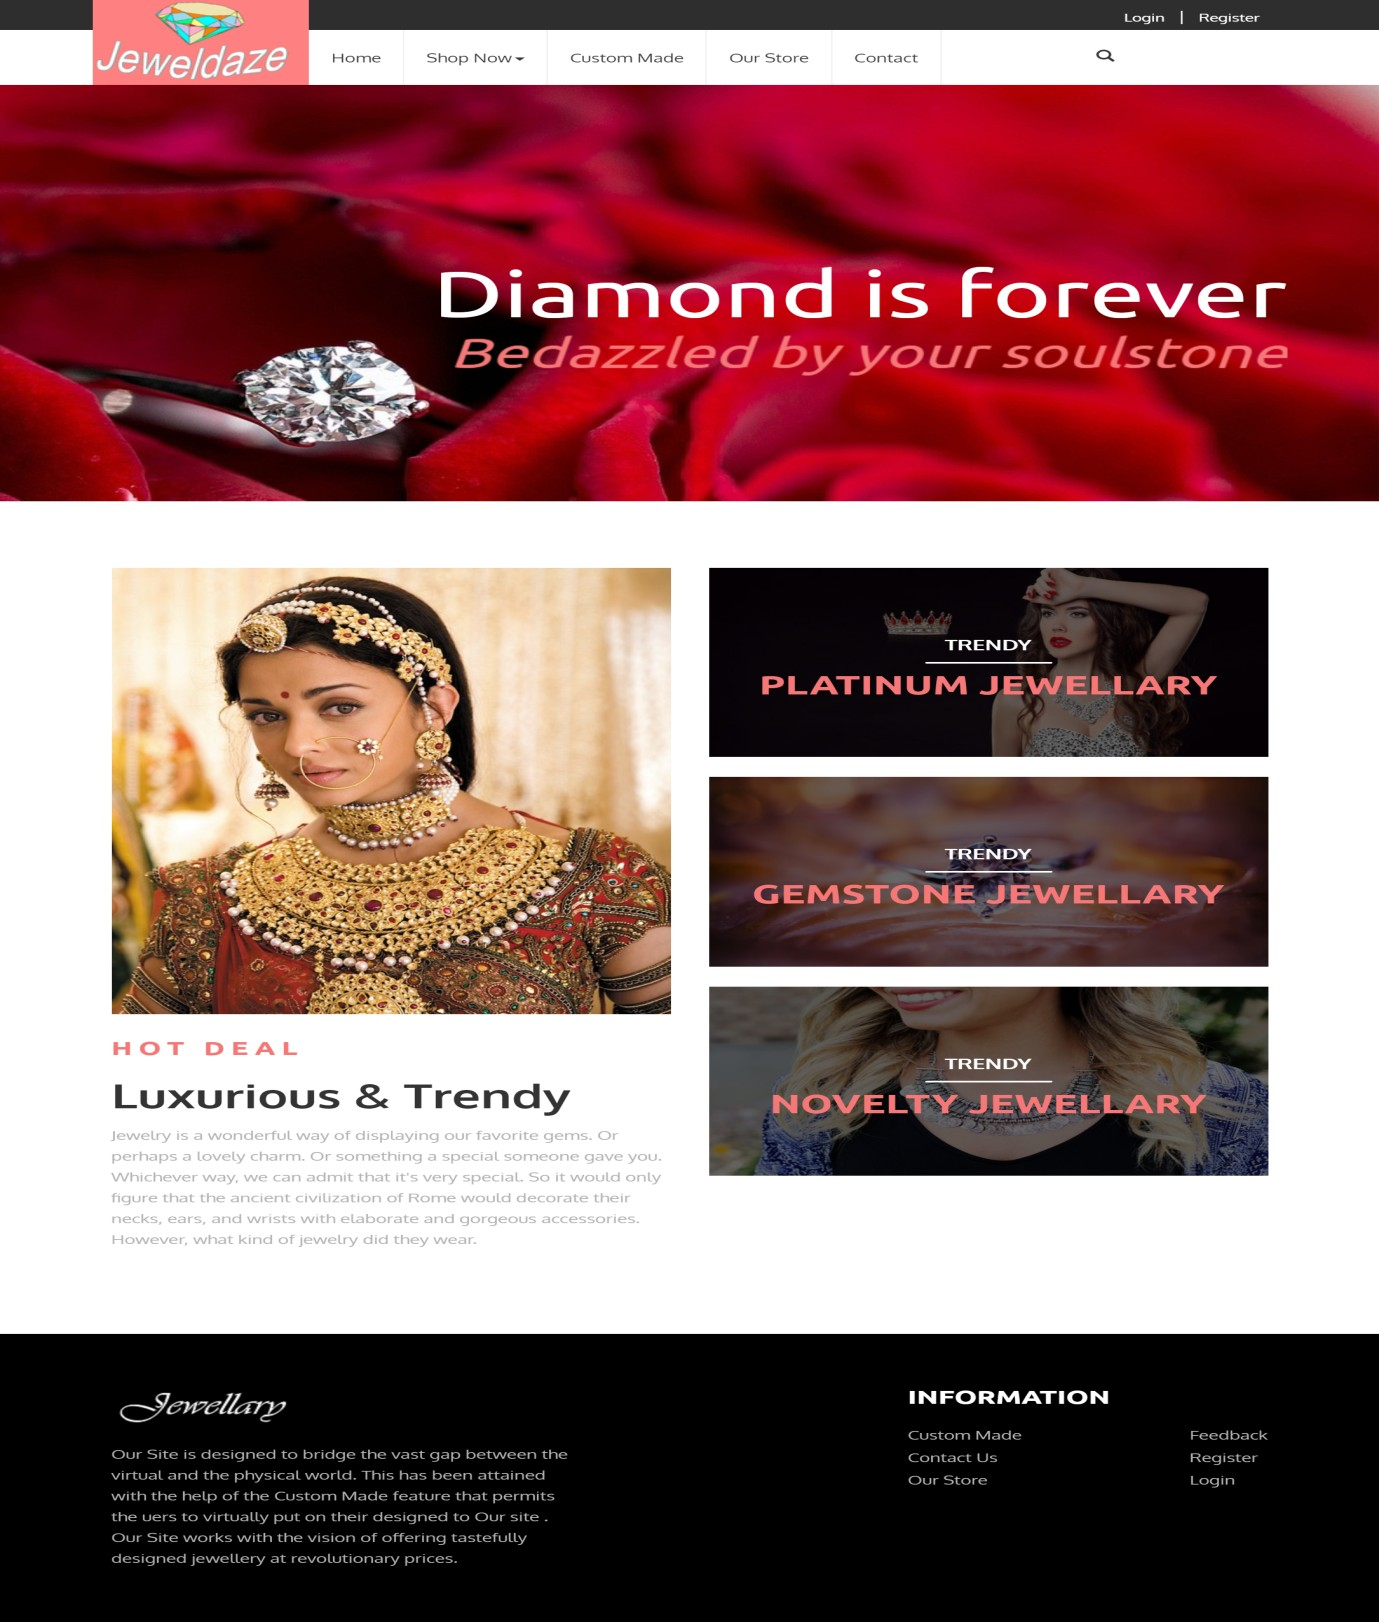 Login | Register
Jeweldaze
Home Shop Now Custom Made Our Store Contact
Diamond is forever
Bedazzled by your soulstone
TRENDY
PLATINUM JEWELLARY
TRENDY
GEMSTONE JEWELLARY
TRENDY
NOVELTY JEWELLARY
HOT DEAL
Luxurious & Trendy
Jewelry is a wonderful way of displaying our favorite gems. Or
perhaps a lovely charm. Or something a special someone gave you.
Whichever way, we can admit that it's very special. So it would only
figure that the ancient civilization of Rome would decorate their
necks, ears, and wrists with elaborate and gorgeous accessories.
However, what kind of jewelry did they wear.
Jewellary
Our Site is designed to bridge the vast gap between the
virtual and the physical world. This has been attained
with the help of the Custom Made feature that permits
the uers to virtually put on their designed to Our site .
Our Site works with the vision of offering tastefully
designed jewellery at revolutionary prices.
INFORMATION
Custom Made
Contact Us
Our Store
Feedback
Register
Login